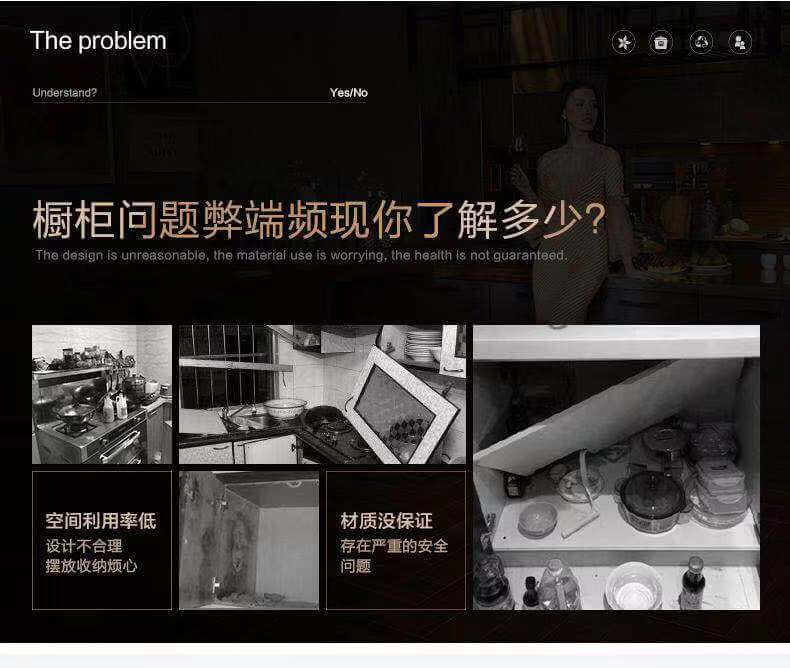 The problem
Understand?
Yes/No
橱柜问题弊端频现你了解多少?
The design is unreasonable, the material use is worrying, the health is not guaranteed.
空间利用率低
设计不合理
摆放收纳烦心
材质没保证
存在严重的安全
问题